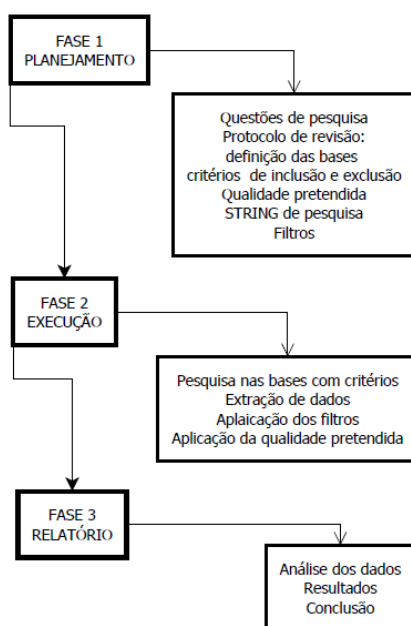 FASE 1
PLANEJAMENTO
Questões de pesquisa
Protocolo de revisão:
definição das bases
critérios de inclusão e exclusão
Qualidade pretendida
STRING de pesquisa
Filtros
FASE 2
EXECUÇÃO
Pesquisa nas bases com critérios
Extração de dados
Aplaicação dos filtros
Aplicação da qualidade pretendida
FASE 3
RELATÓRIO
Análise dos dados
Resultados
Conclusão